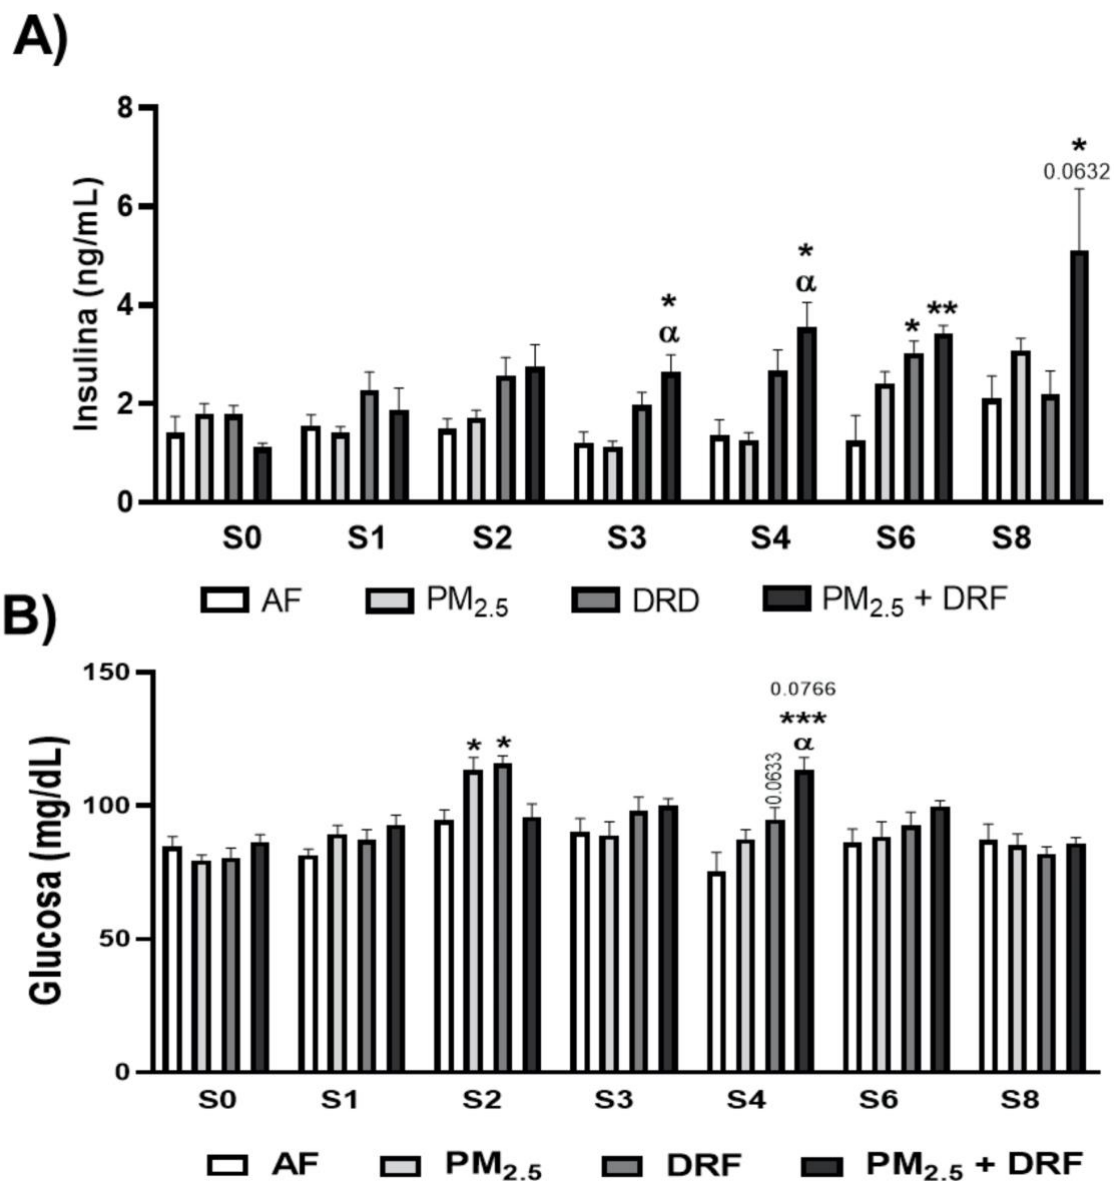 A)
Insulina (ng/mL)
8
6
4
2
0
*
0.0632
*
α
*
α
*
**
S0 S1 S2 S3 S4 S6 S8
AF PM2.5 DRD PM2.5 + DRF
B)
Glucosa (mg/dL)
150
100
50
0
* *
0.0766
***
α
0.0633
S0 S1 S2 S3 S4 S6 S8
AF PM2.5 DRF PM2.5 + DRF